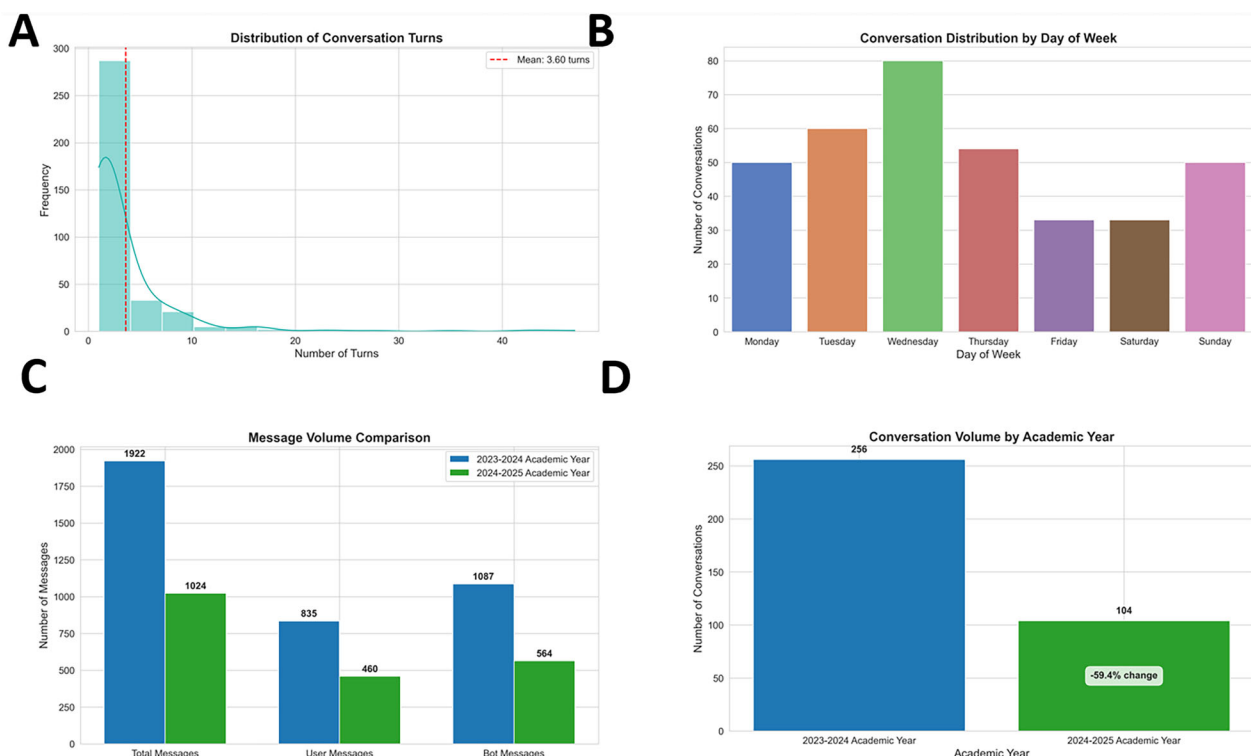 A
Distribution of Conversation Turns
Mean: 3.60 turns
300
250
200
150
100
50
0
Frequency
0 10 20 30 40
Number of Turns
B
Conversation Distribution by Day of Week
80
70
60
50
40
30
20
10
0
Number of Conversations
Monday Tuesday Wednesday Thursday Friday Saturday Sunday
Day of Week
C
Message Volume Comparison
2023-2024 Academic Year
2024-2025 Academic Year
2000
1750
1500
1250
1000
750
500
250
0
Number of Messages
1922
1024
835
460
1087
564
Total Messages User Messages Bot Messages
D
Conversation Volume by Academic Year
250
200
150
100
50
0
Number of Conversations
256
104
-59.4% change
2023-2024 Academic Year 2024-2025 Academic Year
Academic Year